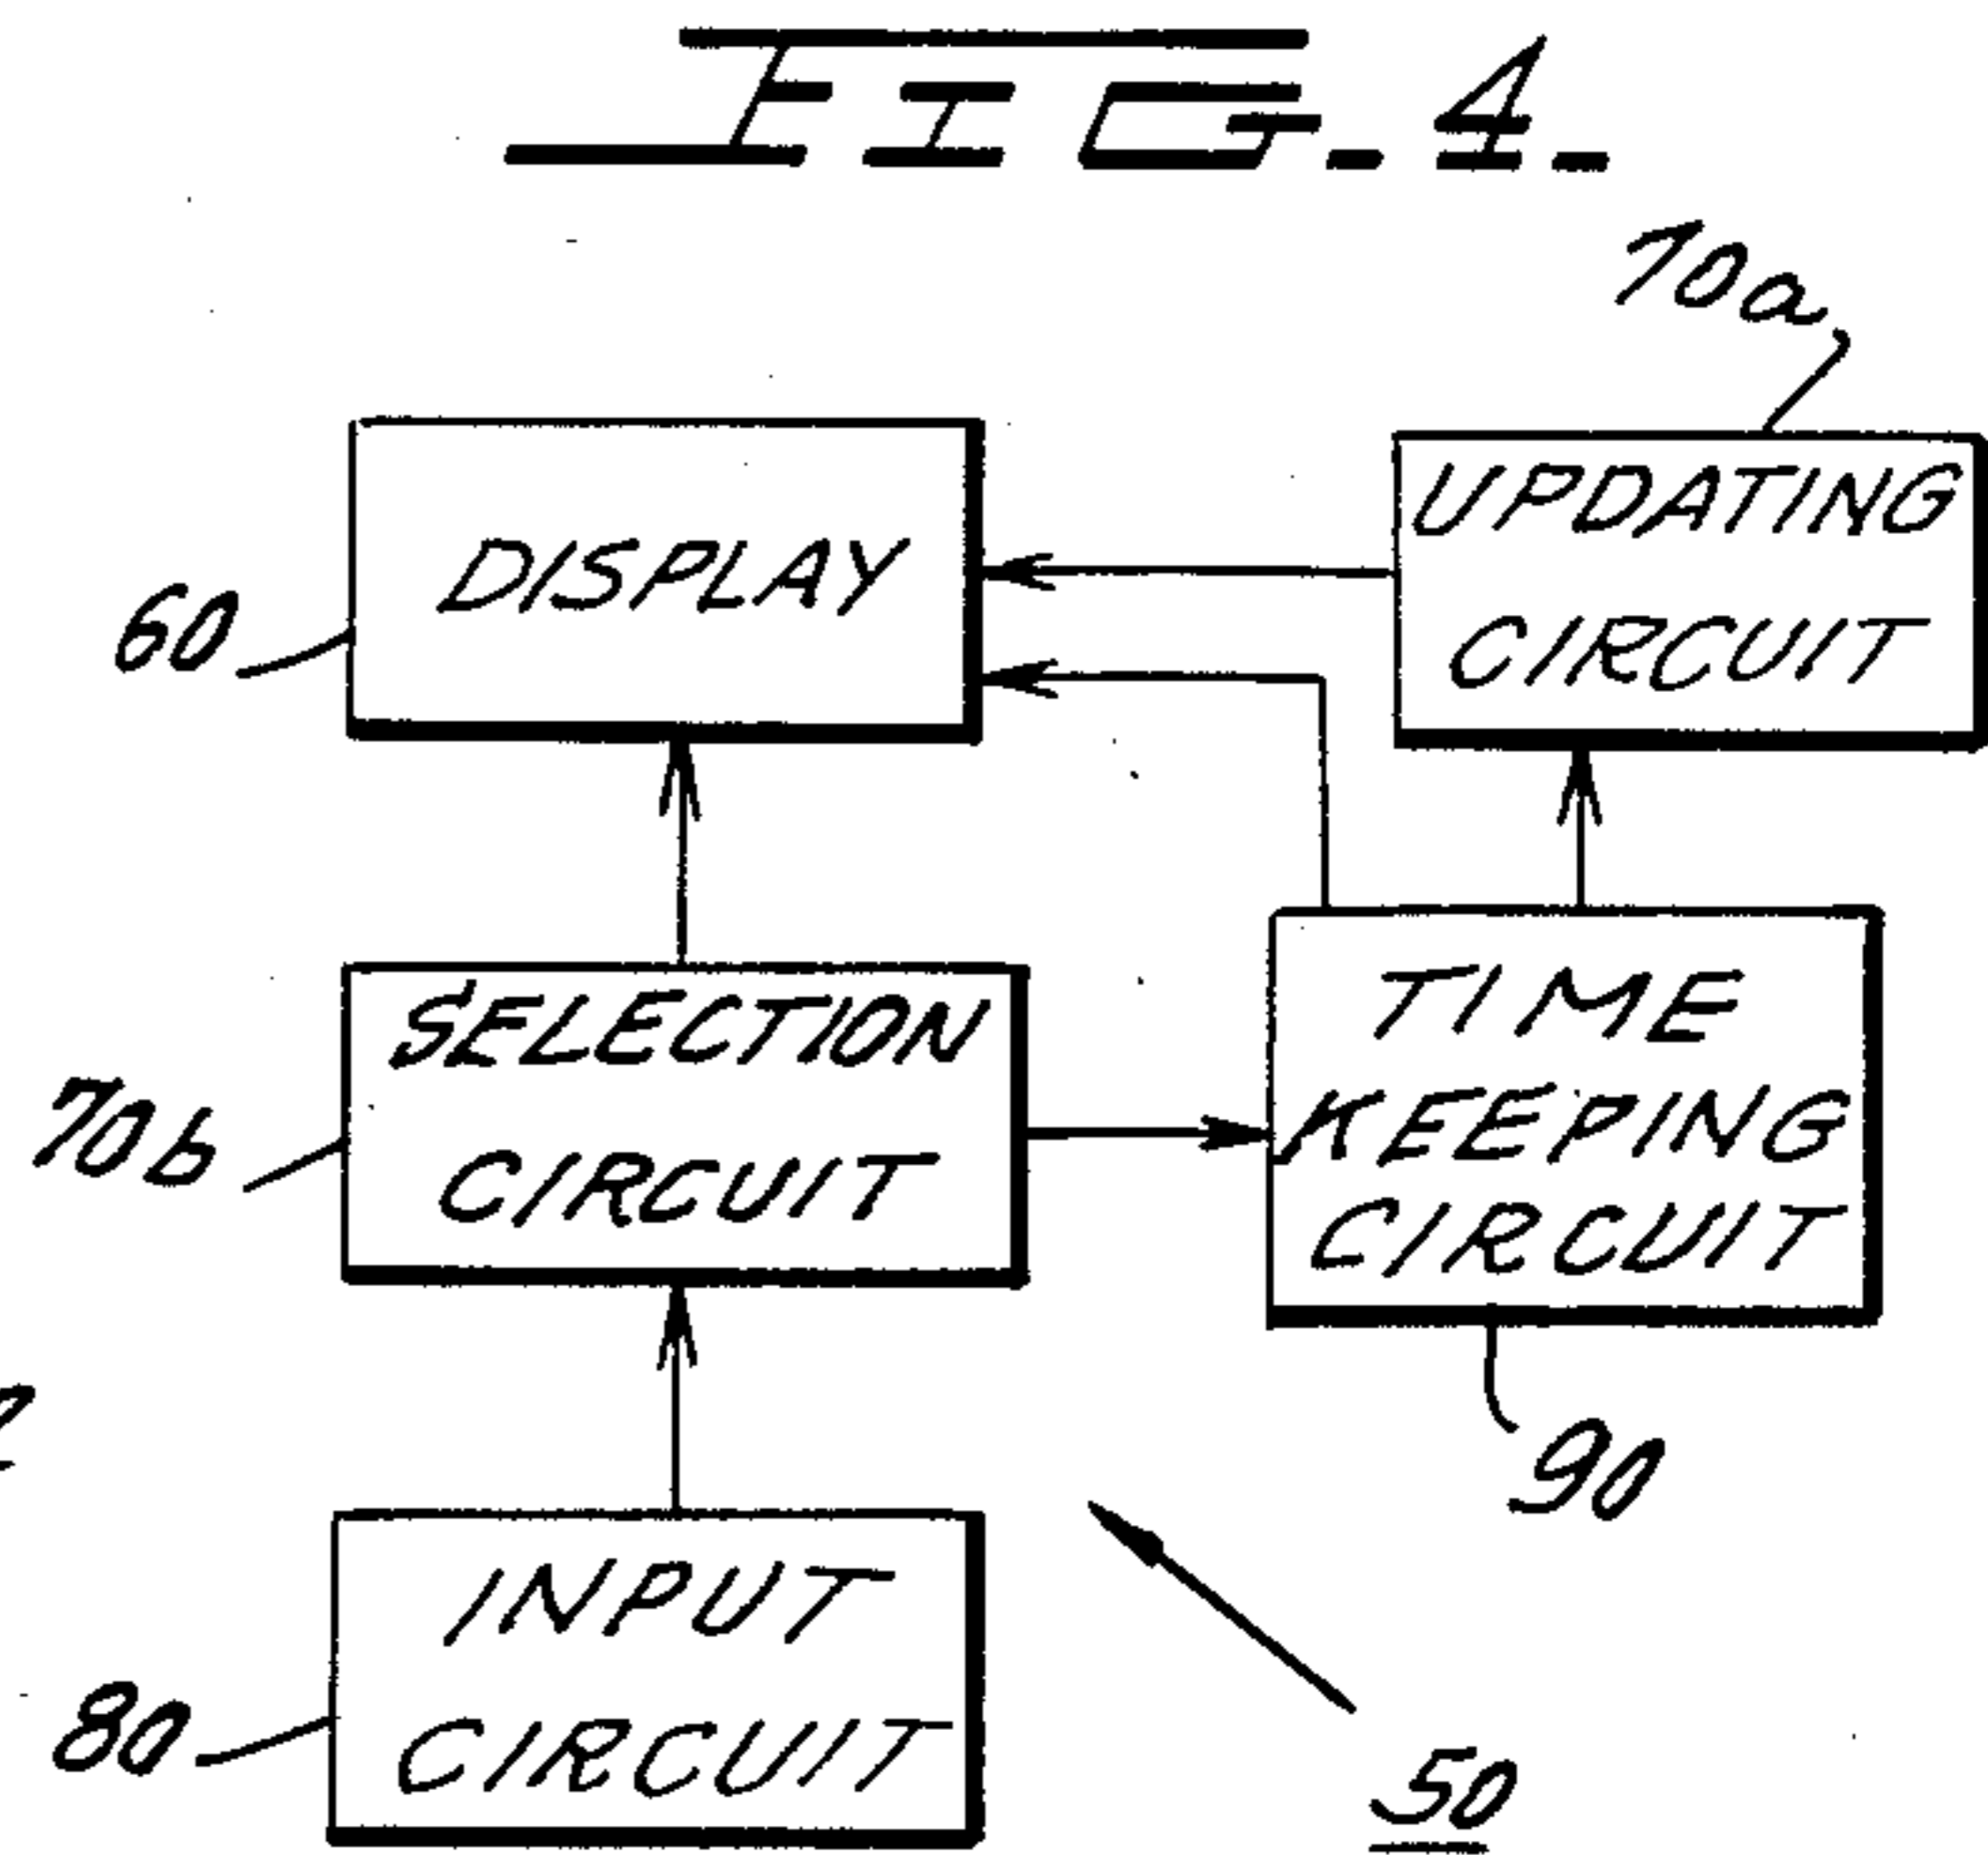 FIG. 4.
70a
DISPLAY
UPDATING
CIRCUIT
60
SELECTION
CIRCUIT
70b
TIME
KEEPING
CIRCUIT
90
INPUT
CIRCUIT
80
50